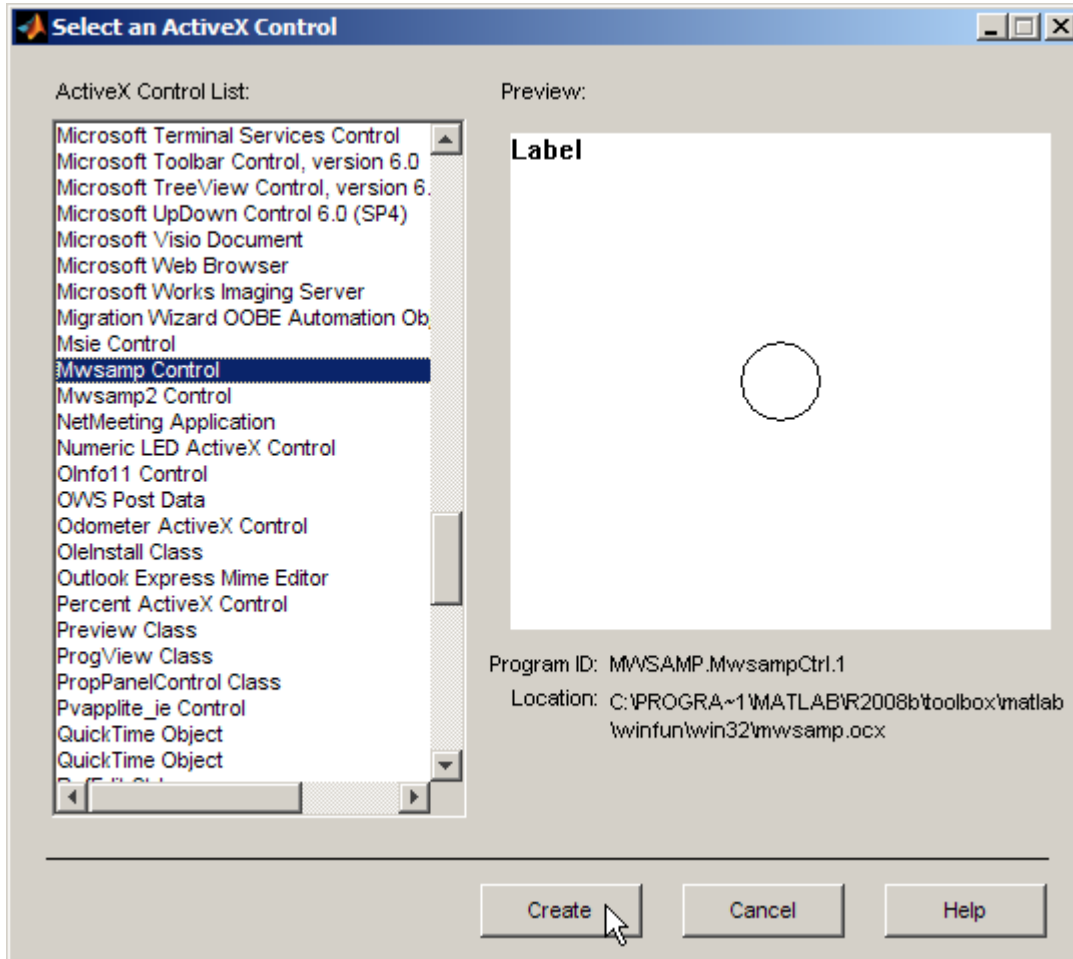 Select an ActiveX Control
ActiveX Control List:
Microsoft Terminal Services Control
Microsoft Toolbar Control, version 6.0
Microsoft TreeView Control, version 6.
Microsoft UpDown Control 6.0 (SP4)
Microsoft Visio Document
Microsoft Web Browser
Microsoft Works Imaging Server
Migration Wizard OOBE Automation Obj
Msie Control
Mwsamp Control
Mwsamp2 Control
NetMeeting Application
Numeric LED ActiveX Control
OInfo11 Control
OWS Post Data
Odometer ActiveX Control
OleInstall Class
Outlook Express Mime Editor
Percent ActiveX Control
Preview Class
ProgView Class
PropPanelControl Class
Pvapplite_ie Control
QuickTime Object
QuickTime Object
Preview:
Label
Program ID: MWSAMP.MwsampCtrl.1
Location: C:\PROGRA~1\MATLAB\R2008b\toolbox\matlab
\winfun\win32\mwsamp.ocx
Create
Cancel
Help